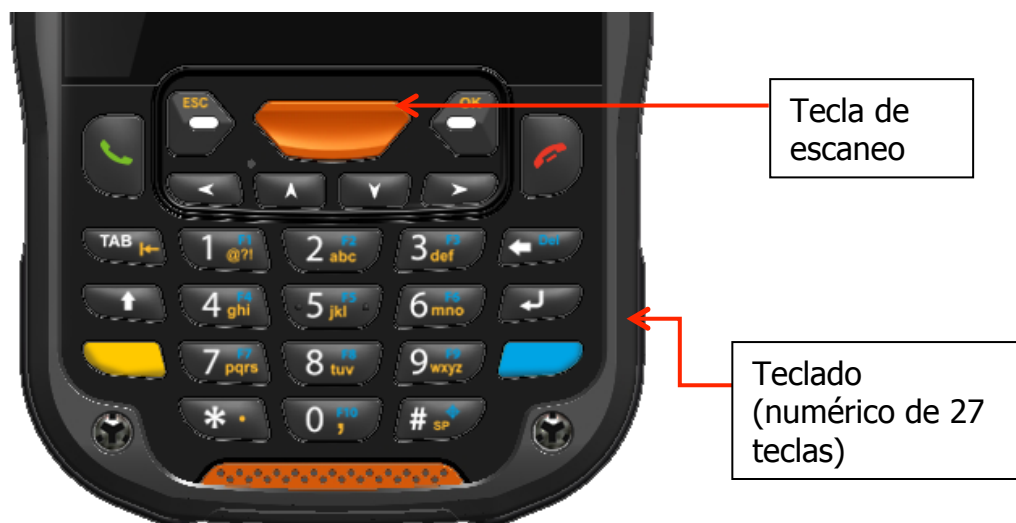 ESC
OK
Tecla de
escaneo
TAB
1 F1 @?!
2 F2 abc
3 F3 def
Del
4 F4 ghi
5 F5 jkl
6 F6 mno
7 F7 pqrs
8 F8 tuv
9 F9 wxyz
* .
0 F10 ,
# SP
Teclado
(numérico de 27
teclas)